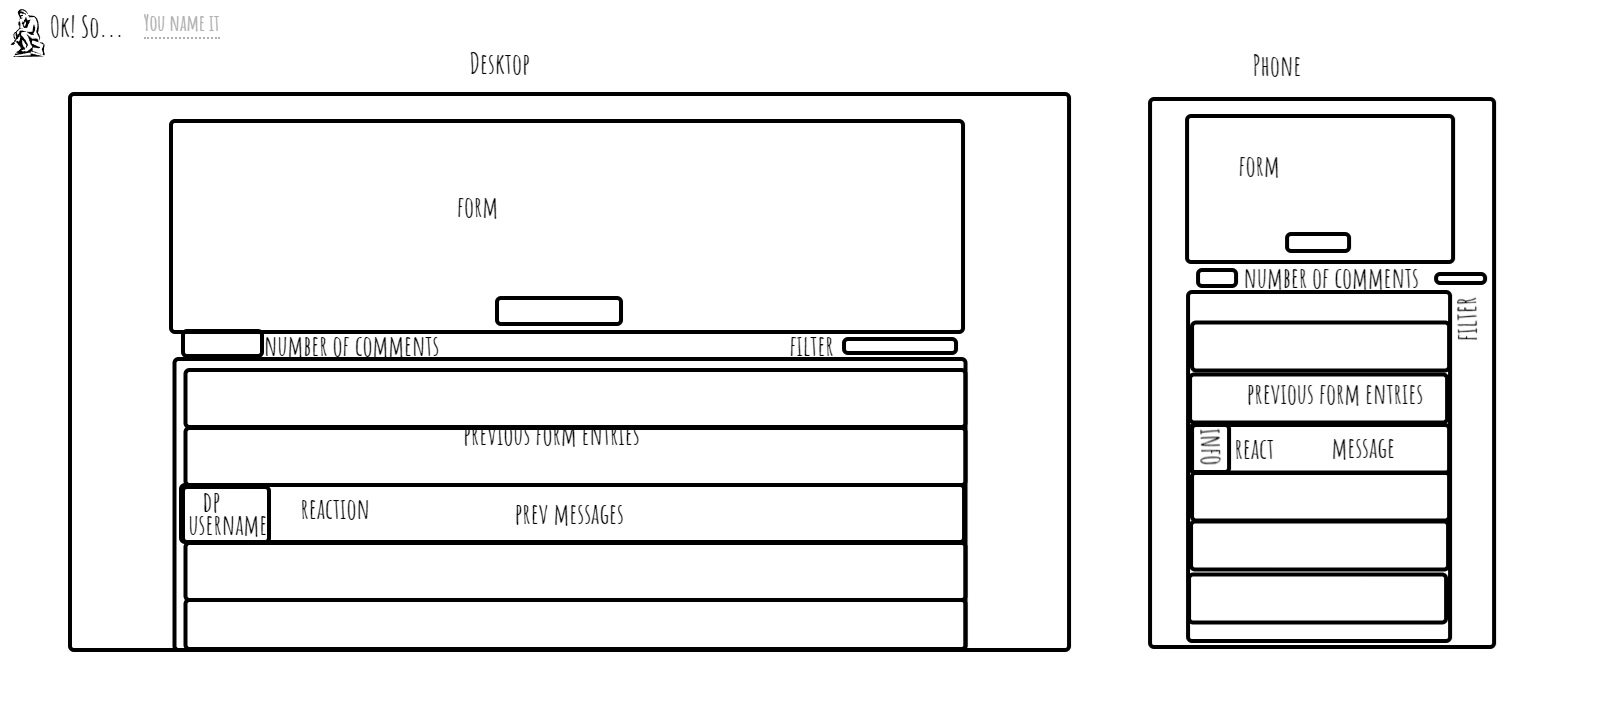 Ok! So...
You name it
Desktop
Phone
FORM
NUMBER OF COMMENTS
FILTER
PREVIOUS FORM ENTRIES
DP
USERNAME
REACTION
PREV MESSAGES
FORM
NUMBER OF COMMENTS
FILTER
PREVIOUS FORM ENTRIES
INFO
REACT
MESSAGE